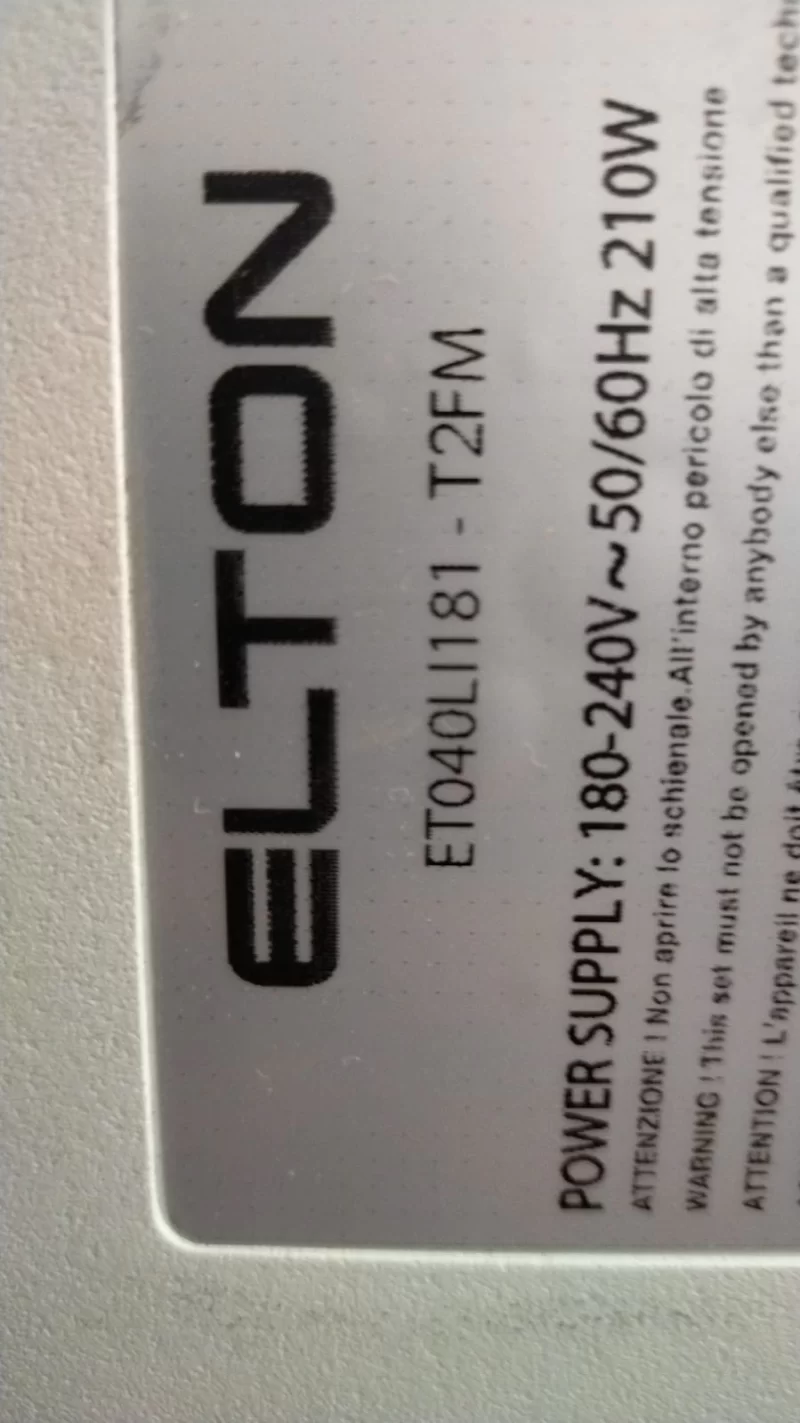 ELTON
ET040LI181 - T2FM
POWER SUPPLY: 180-240V~50/60Hz 210W
ATTENZIONE ! Non aprire lo schienale.All'interno pericolo di alta tensione
WARNING ! This set must not be opened by anybody else than a qualified
ATTENTION ! L'appareil ne doit